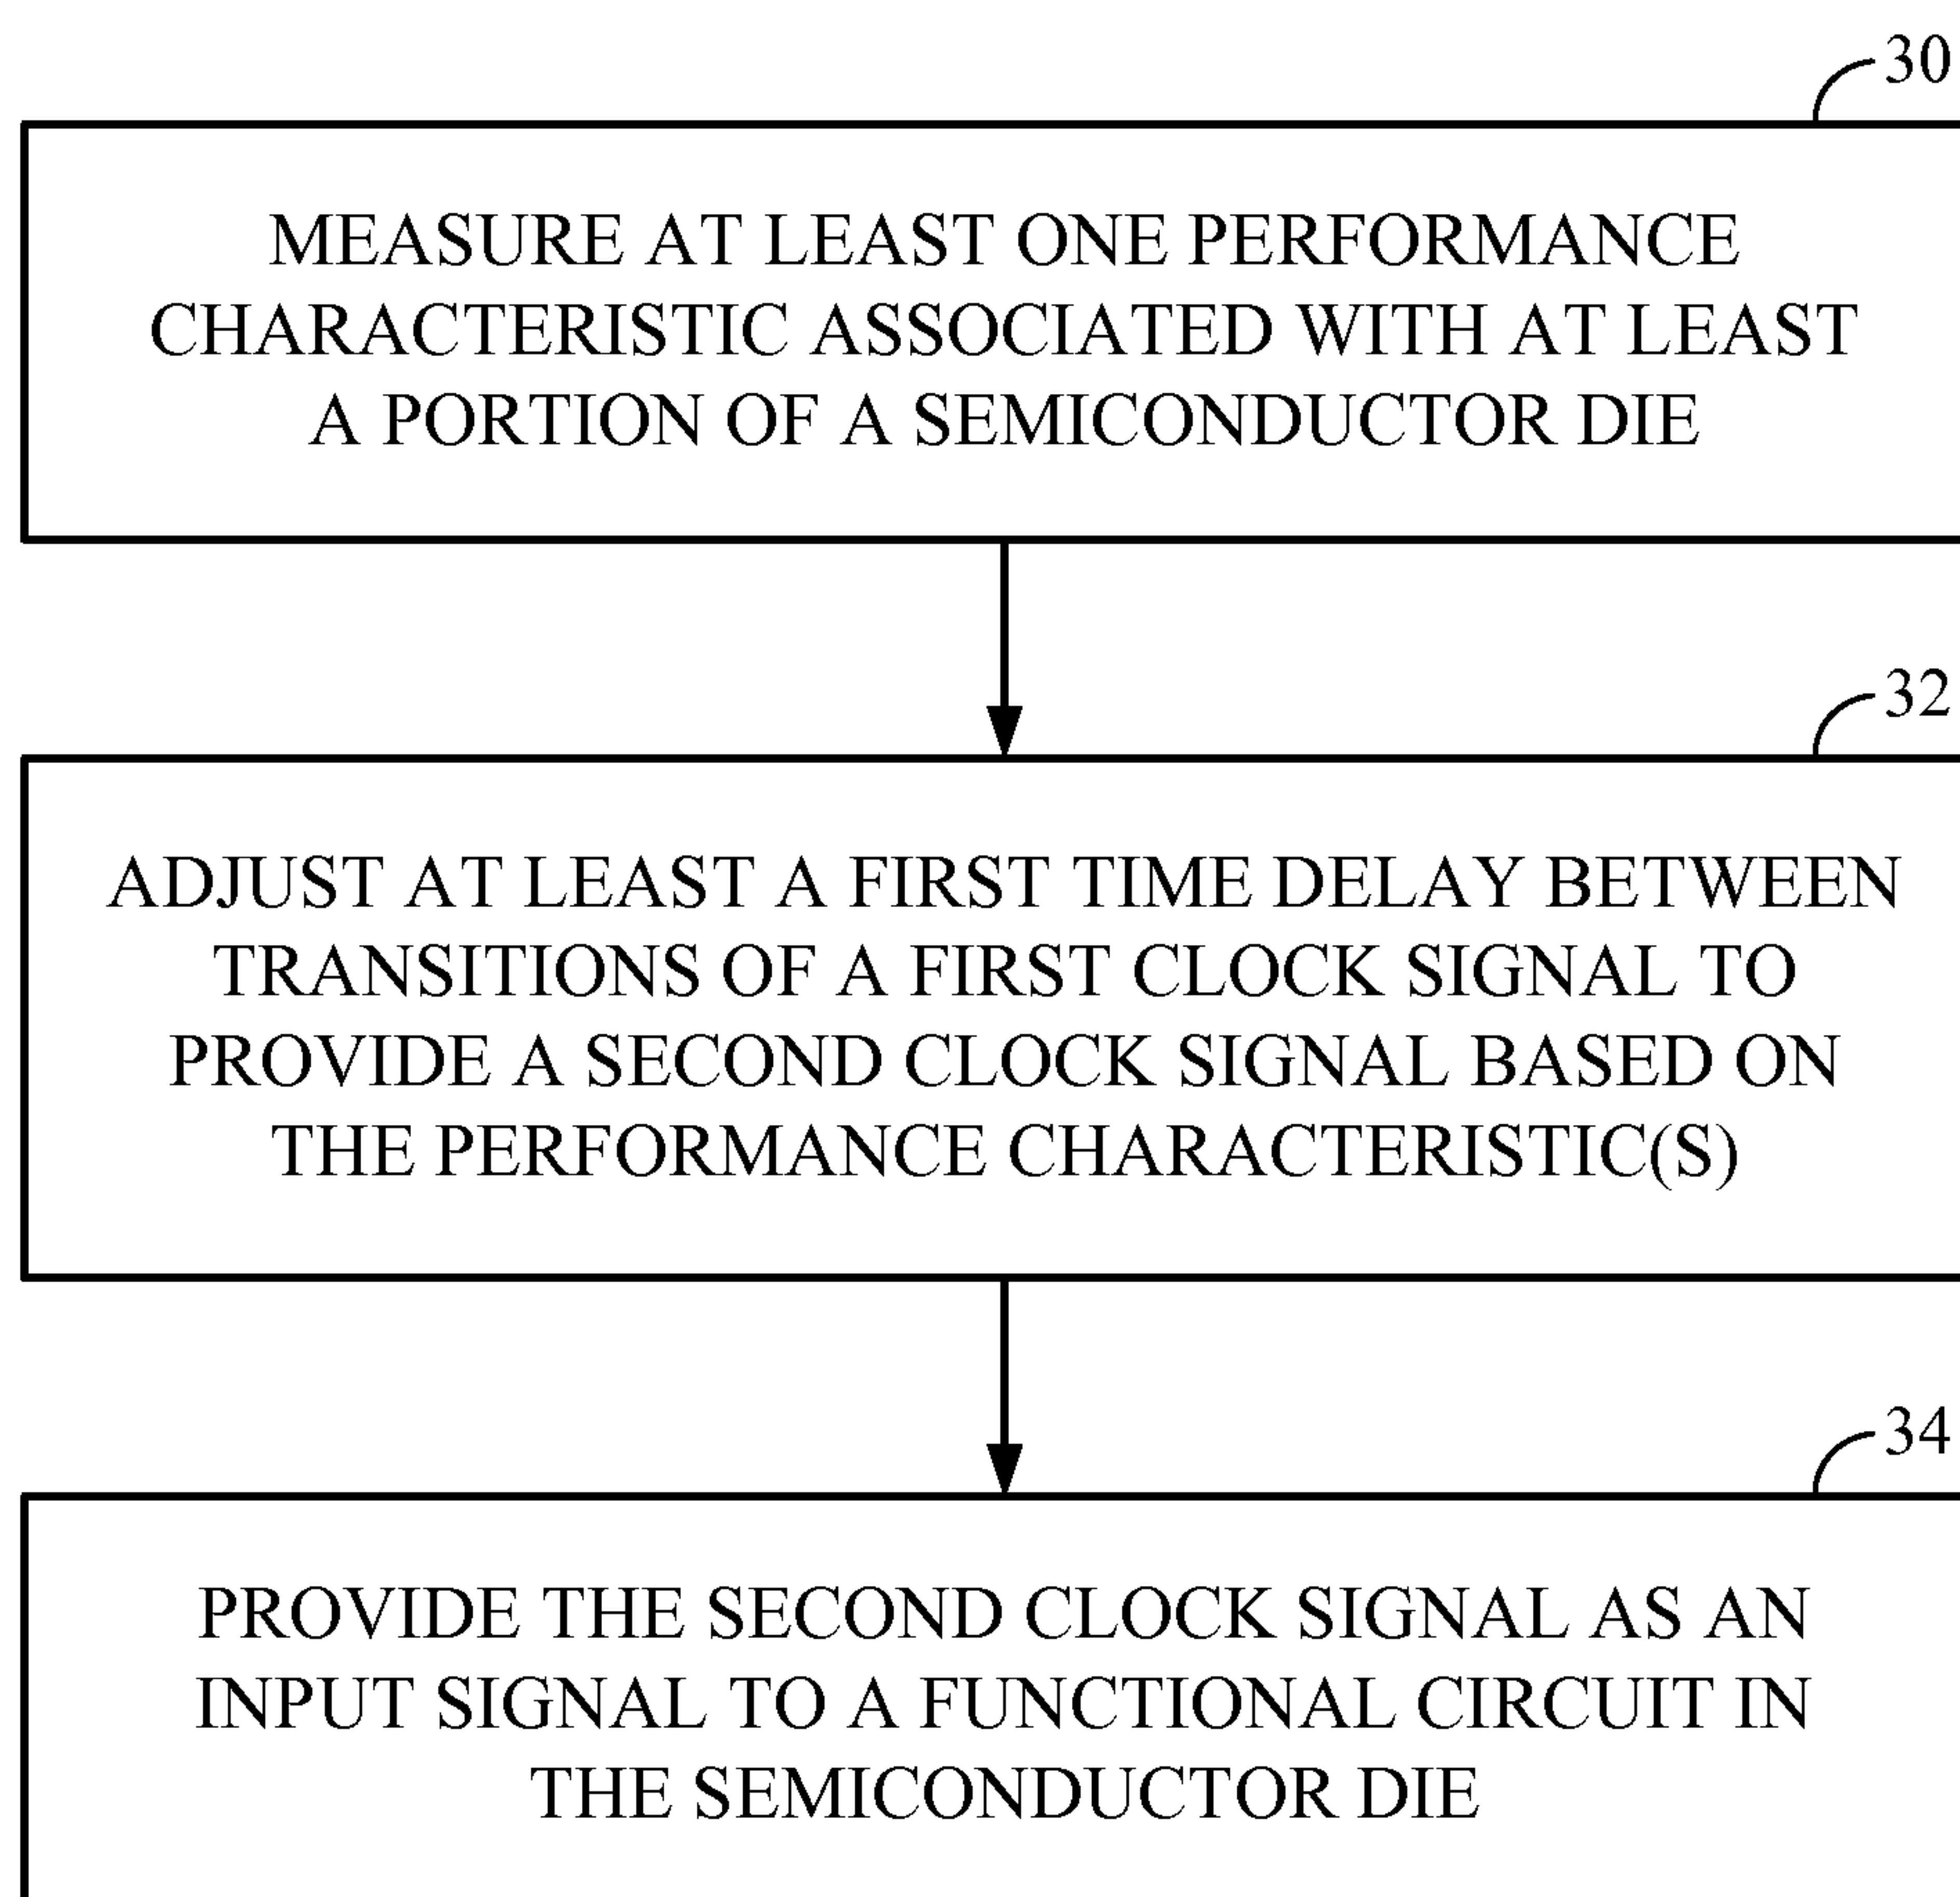 30
MEASURE AT LEAST ONE PERFORMANCE
CHARACTERISTIC ASSOCIATED WITH AT LEAST
A PORTION OF A SEMICONDUCTOR DIE
32
ADJUST AT LEAST A FIRST TIME DELAY BETWEEN
TRANSITIONS OF A FIRST CLOCK SIGNAL TO
PROVIDE A SECOND CLOCK SIGNAL BASED ON
THE PERFORMANCE CHARACTERISTIC(S)
34
PROVIDE THE SECOND CLOCK SIGNAL AS AN
INPUT SIGNAL TO A FUNCTIONAL CIRCUIT IN
THE SEMICONDUCTOR DIE